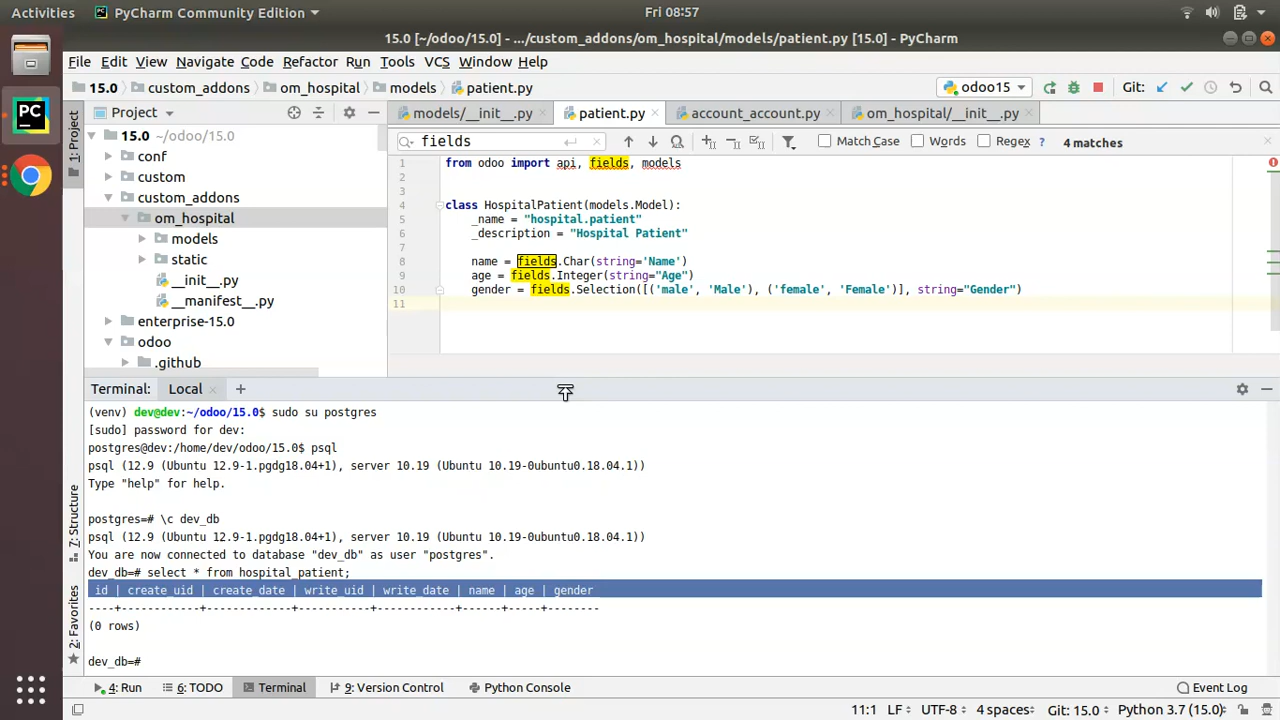 Activities PyCharm Community Edition Fri 08:57
15.0 [~/odoo/15.0] - .../custom_addons/om_hospital/models/patient.py [15.0] - PyCharm
File Edit View Navigate Code Refactor Run Tools VCS Window Help
15.0 custom_addons om_hospital models patient.py odoo15 Git:
1: Project
7: Structure
2: Favorites
Project
15.0 ~/odoo/15.0
conf
custom
custom_addons
om_hospital
models
static
__init__.py
__manifest__.py
enterprise-15.0
odoo
.github
models/__init__.py patient.py account_account.py om_hospital/__init__.py
fields Match Case Words Regex ? 4 matches
1 from odoo import api, fields, models
2
3
4 class HospitalPatient(models.Model):
5 _name = "hospital.patient"
6 _description = "Hospital Patient"
7
8 name = fields.Char(string='Name')
9 age = fields.Integer(string="Age")
10 gender = fields.Selection([('male', 'Male'), ('female', 'Female')], string="Gender")
11
Terminal: Local +
(venv) dev@dev:~/odoo/15.0$ sudo su postgres
[sudo] password for dev:
postgres@dev:/home/dev/odoo/15.0$ psql
psql (12.9 (Ubuntu 12.9-1.pgdg18.04+1), server 10.19 (Ubuntu 10.19-0ubuntu0.18.04.1))
Type "help" for help.
postgres=# \c dev_db
psql (12.9 (Ubuntu 12.9-1.pgdg18.04+1), server 10.19 (Ubuntu 10.19-0ubuntu0.18.04.1))
You are now connected to database "dev_db" as user "postgres".
dev_db=# select * from hospital_patient;
id | create_uid | create_date | write_uid | write_date | name | age | gender
----+------------+-------------+-----------+------------+------+-----+--------
(0 rows)
dev_db=#
4: Run 6: TODO Terminal 9: Version Control Python Console Event Log
11:1 LF UTF-8 4 spaces Git: 15.0 Python 3.7 (15.0)